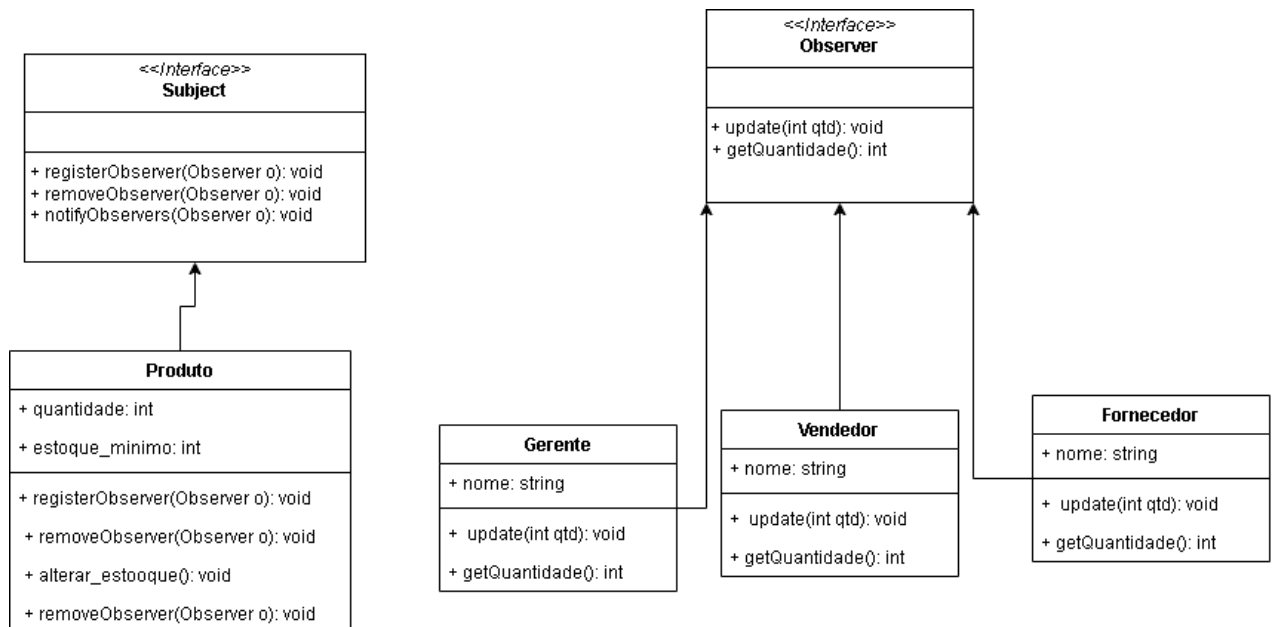 <<Interface>>
Subject
+ registerObserver(Observer o): void
+ removeObserver(Observer o): void
+ notifyObservers(Observer o): void
<<Interface>>
Observer
+ update(int qtd): void
+ getQuantidade(): int
Produto
+ quantidade: int
+ estoque_minimo: int
+ registerObserver(Observer o): void
+ removeObserver(Observer o): void
+ alterar_estooque(): void
+ removeObserver(Observer o): void
Gerente
+ nome: string
+ update(int qtd): void
+ getQuantidade(): int
Vendedor
+ nome: string
+ update(int qtd): void
+ getQuantidade(): int
Fornecedor
+ nome: string
+ update(int qtd): void
+ getQuantidade(): int